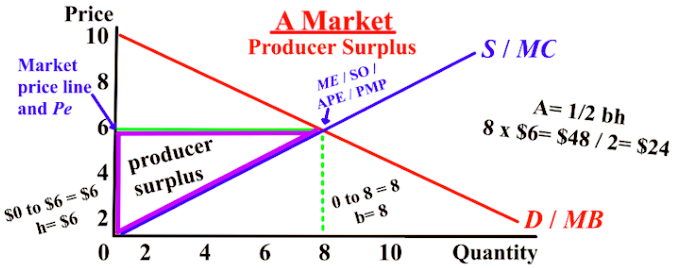 Price
A Market
Producer Surplus
10
8
6
4
2
0
Market
price line
and Pe
ME / SO /
APE / PMP
S / MC
A= 1/2 bh
8 x $6= $48 / 2= $24
producer
surplus
$0 to $6 = $6
h= $6
0 to 8 = 8
b= 8
D / MB
2 4 6 8 10 Quantity